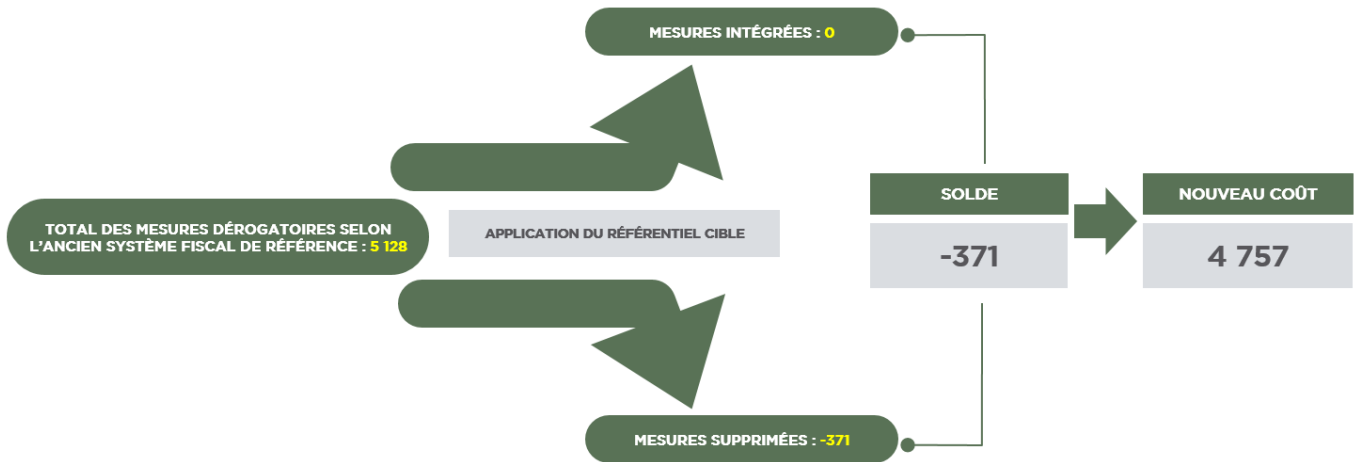 MESURES INTÉGRÉES : 0
TOTAL DES MESURES DÉROGATOIRES SELON
L'ANCIEN SYSTÈME FISCAL DE RÉFÉRENCE : 5 128
APPLICATION DU RÉFÉRENTIEL CIBLE
SOLDE
-371
NOUVEAU COÛT
4 757
MESURES SUPPRIMÉES : -371